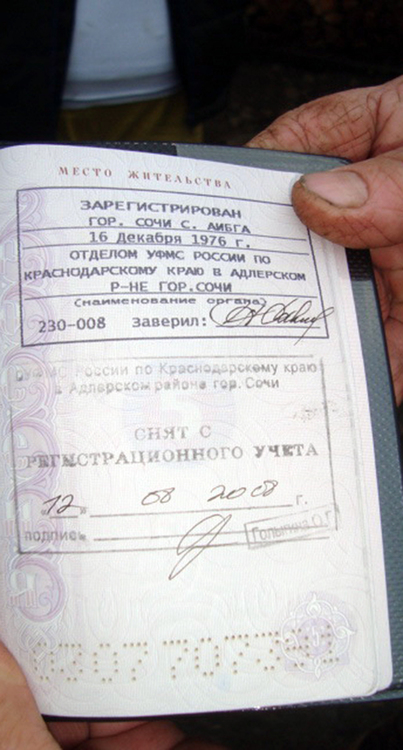 МЕСТО ЖИТЕЛЬСТВА
ЗАРЕГИСТРИРОВАН
ГОР. СОЧИ С. АИБГА
16 декабря 1976 г.
ОТДЕЛОМ УФМС РОССИИ ПО
КРАСНОДАРСКОМУ КРАЮ В АДЛЕРСКОМ
Р-НЕ ГОР.СОЧИ
(наименование органа)
230-008 заверил:
России по Краснодарскому краю
в Адлерском районе гор. Сочи
СНЯТ С
РЕГИСТРАЦИОННОГО УЧЕТА
12 08 2008 г.
подпись